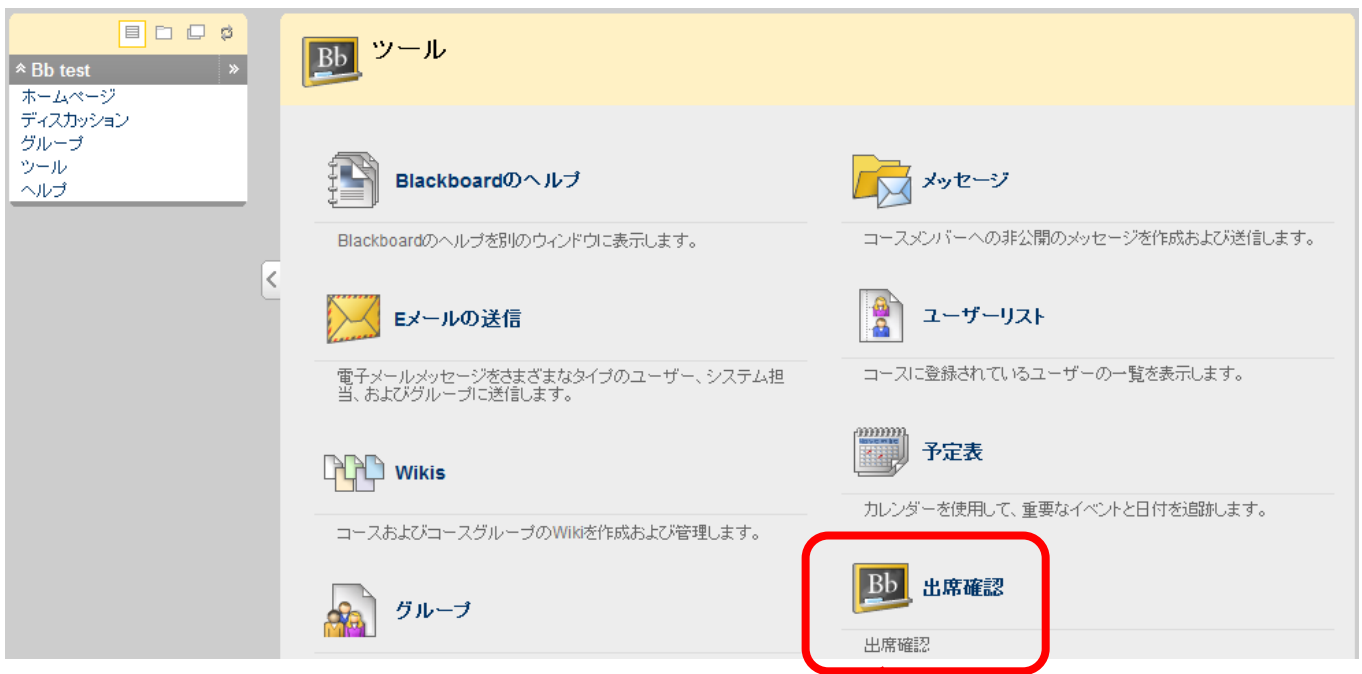 Bb test
ホームページ
ディスカッション
グループ
ツール
ヘルプ
Bb ツール
Blackboardのヘルプ
Blackboardのヘルプを別のウィンドウに表示します。
メッセージ
コースメンバーへの非公開のメッセージを作成および送信します。
Eメールの送信
電子メールメッセージをさまざまなタイプのユーザー、システム担
当、およびグループに送信します。
ユーザーリスト
コースに登録されているユーザーの一覧を表示します。
Wikis
コースおよびコースグループのWikiを作成および管理します。
予定表
カレンダーを使用して、重要なイベントと日付を追跡します。
グループ
Bb 出席確認
出席確認